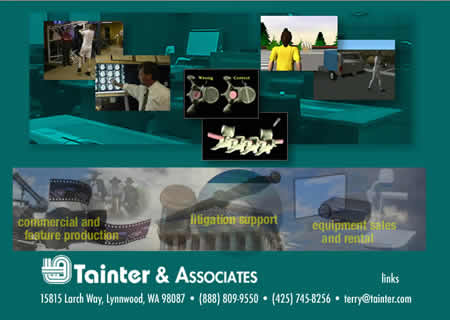 Wrong Correct
commercial and
feature production
litigation support
equipment sales
and rental
Tainter & ASSOCIATES
links
15815 Larch Way, Lynnwood, WA 98087 • (888) 809-9550 • (425) 745-8256 • terry@tainter.com